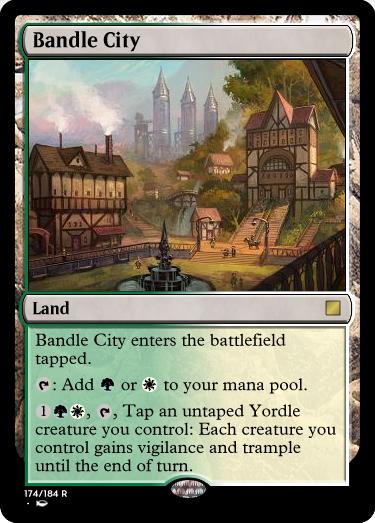 Bandle City
Land
Bandle City enters the battlefield
tapped.
: Add or to your mana pool.
1 , , Tap an untaped Yordle
creature you control: Each creature you
control gains vigilance and trample
until the end of turn.
174/184 R